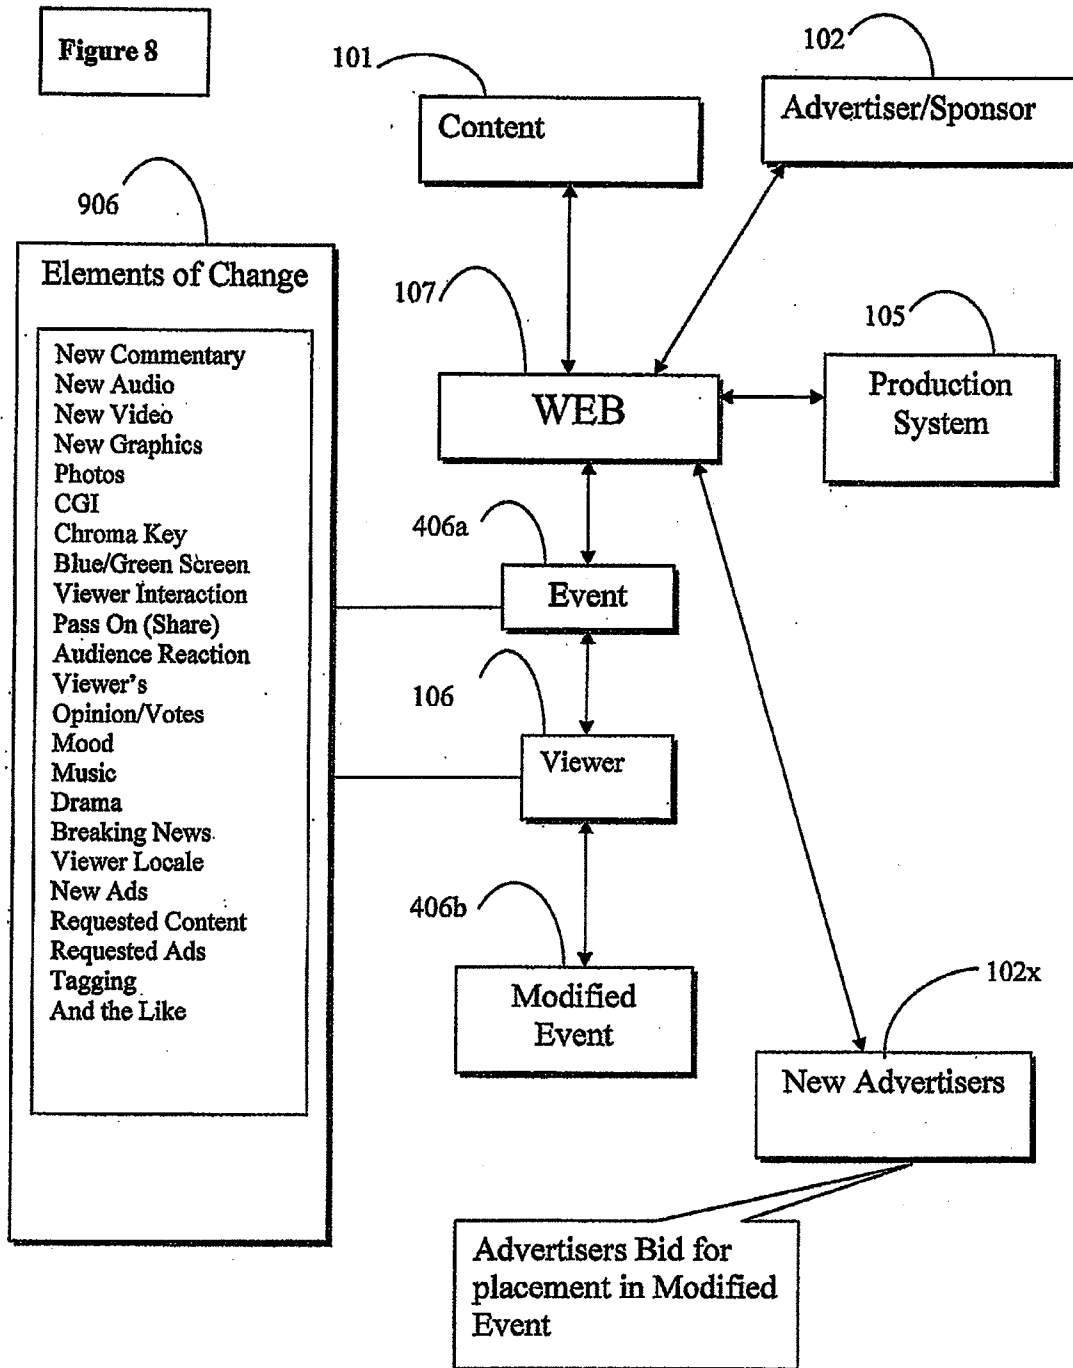 Figure 8
101
102
Content
Advertiser/Sponsor
906
Elements of Change
107
105
New Commentary
New Audio
New Video
New Graphics
Photos
CGI
Chroma Key
Blue/Green Screen
Viewer Interaction
Pass On (Share)
Audience Reaction
Viewer's
Opinion/Votes
Mood
Music
Drama
Breaking News
Viewer Locale
New Ads
Requested Content
Requested Ads
Tagging
And the Like
WEB
Production
System
406a
Event
106
Viewer
406b
Modified
Event
102x
New Advertisers
Advertisers Bid for
placement in Modified
Event